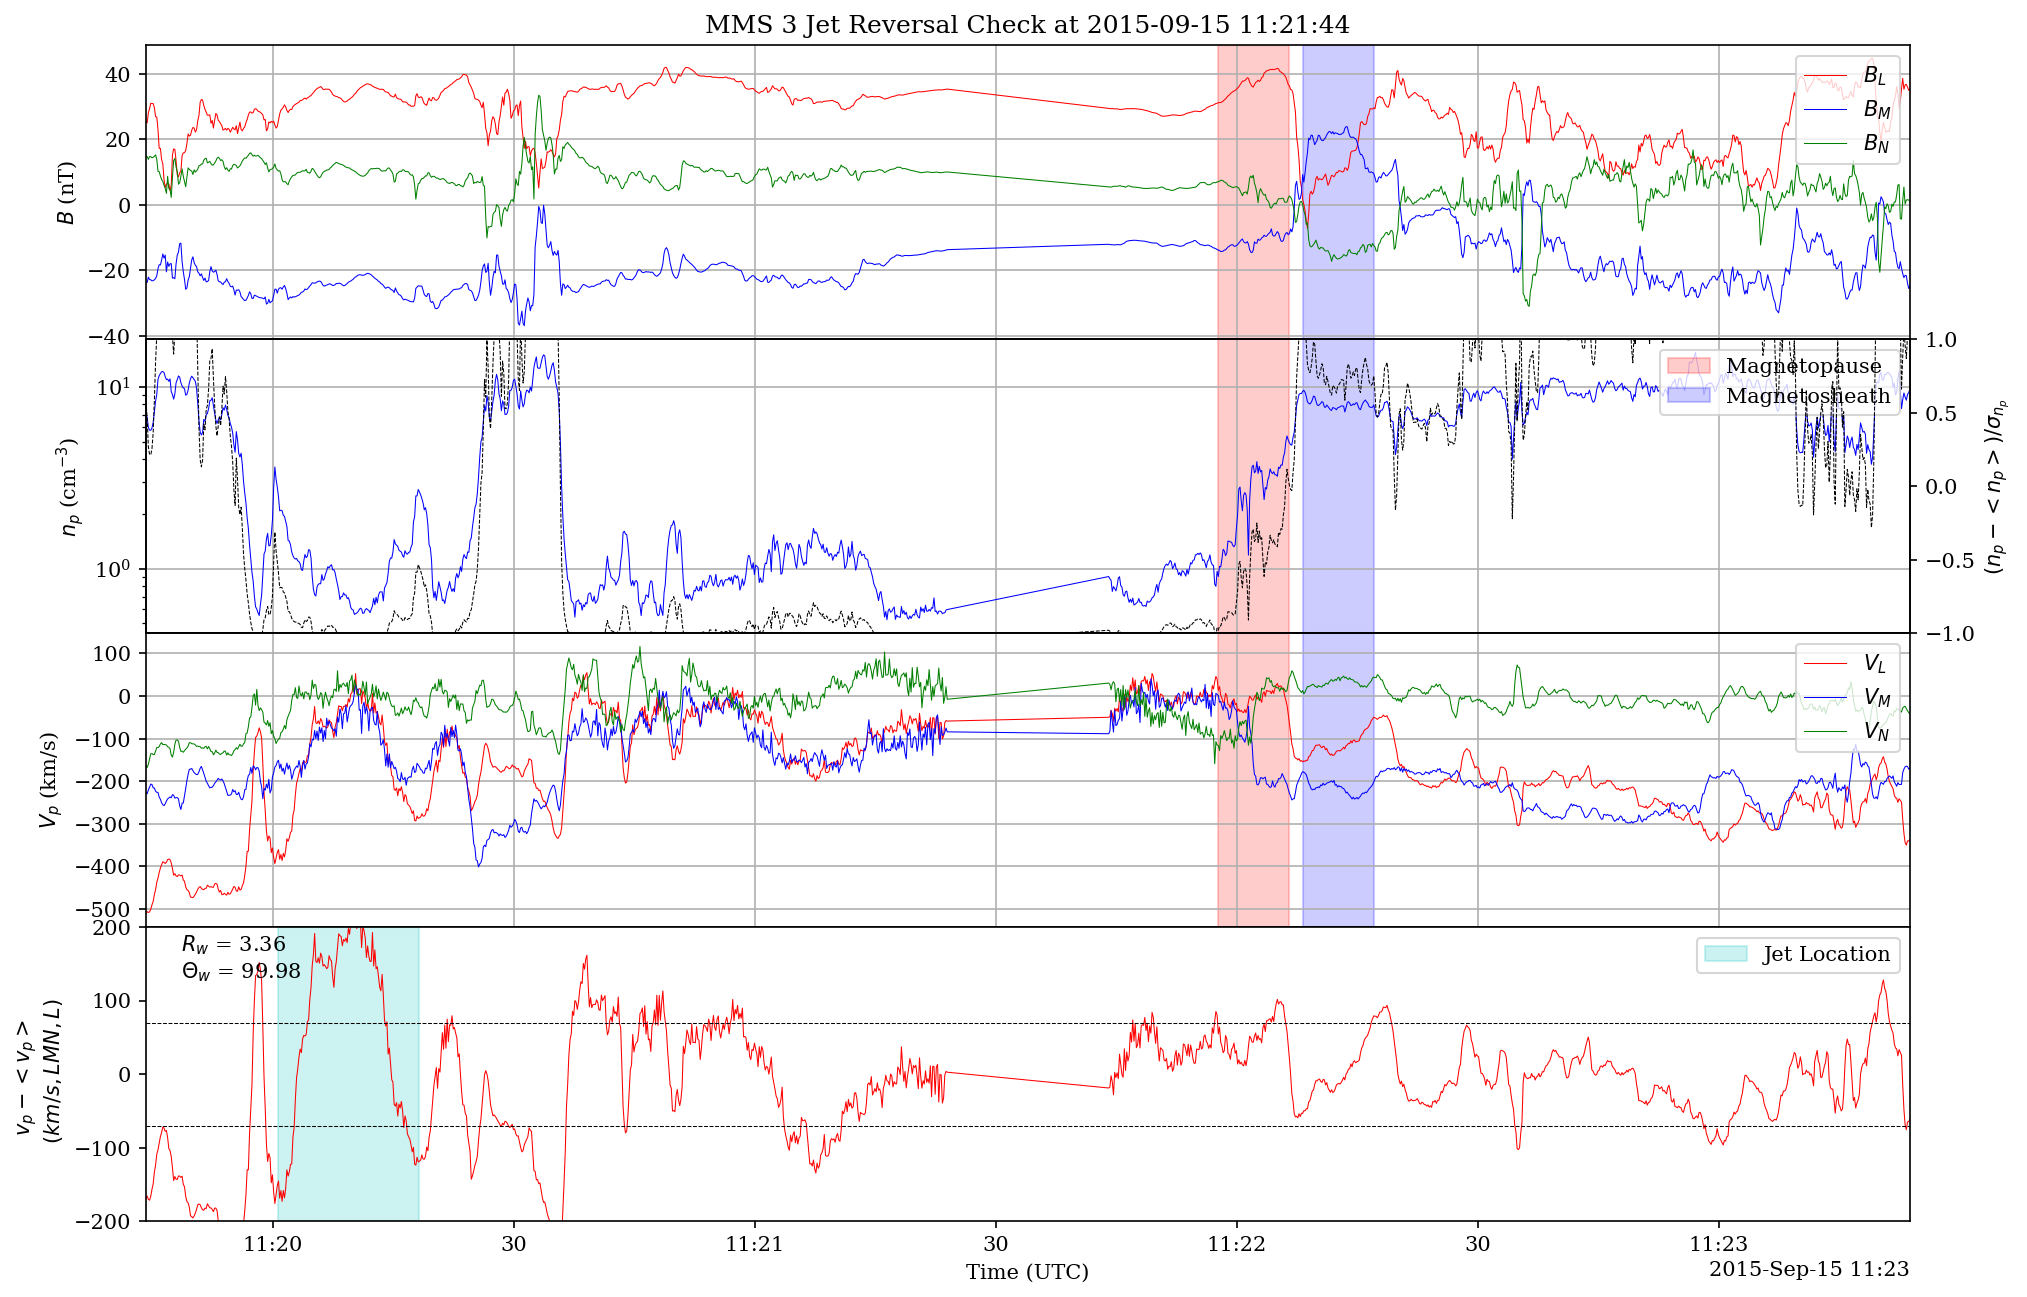 MMS 3 Jet Reversal Check at 2015-09-15 11:21:44
40
20
0
−20
−40
B (nT)
B_L
B_M
B_N
10^1
10^0
n_p (cm^−3)
1.0
0.5
0.0
−0.5
−1.0
(n_p − < n_p >)/σ_{n_p}
Magnetopause
Magnetosheath
100
0
−100
−200
−300
−400
−500
V_p (km/s)
V_L
V_M
V_N
200
100
0
−100
−200
v_p − < v_p >
(km/s, LMN, L)
R_w = 3.36
Θ_w = 99.98
Jet Location
11:20
30
11:21
30
11:22
30
11:23
Time (UTC)
2015-Sep-15 11:23